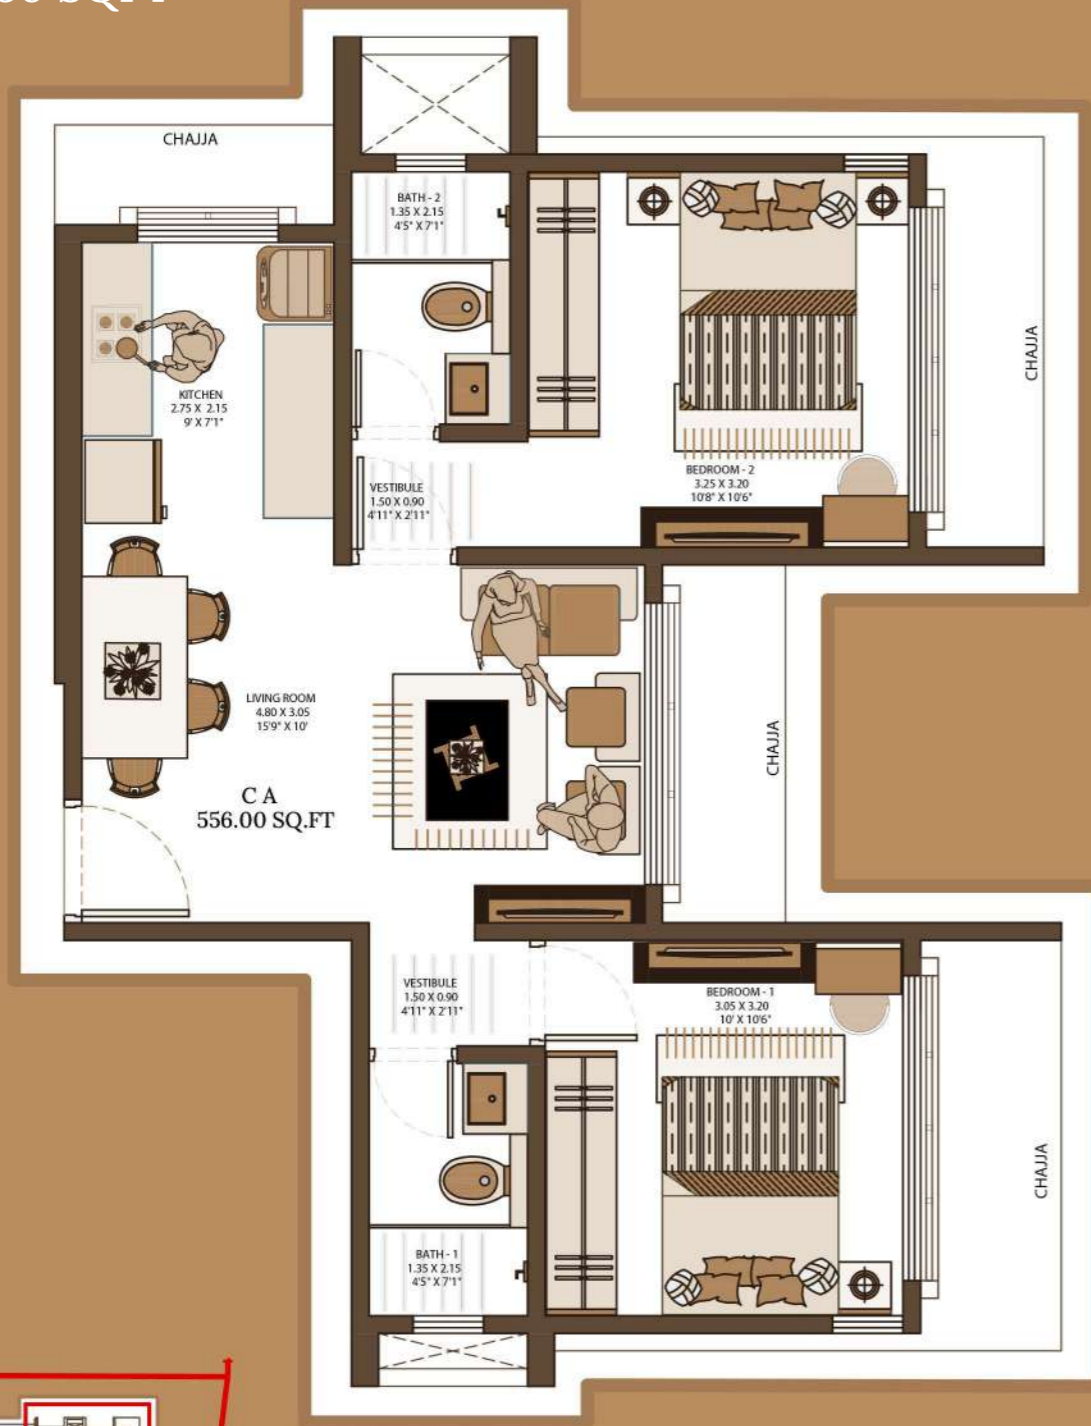 CHAJJA
BATH - 2
1.35 X 2.15
4'5" X 7'1"
CHAJJA
KITCHEN
2.75 X 2.15
9' X 7'1"
BEDROOM - 2
3.25 X 3.20
10'8" X 10'6"
VESTIBULE
1.50 X 0.90
4'11" X 2'11"
LIVING ROOM
4.80 X 3.05
15'9" X 10'
CHAJJA
C A
556.00 SQ.FT
VESTIBULE
1.50 X 0.90
4'11" X 2'11"
BEDROOM - 1
3.05 X 3.20
10' X 10'6"
CHAJJA
BATH - 1
1.35 X 2.15
4'5" X 7'1"